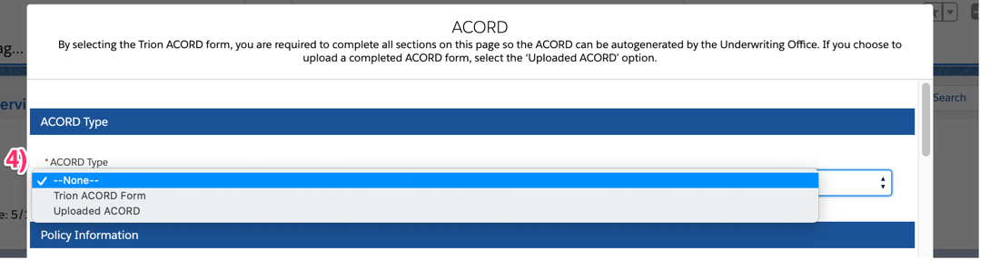 ACORD
By selecting the Trion ACORD form, you are required to complete all sections on this page so the ACORD can be autogenerated by the Underwriting Office. If you choose to
upload a completed ACORD form, select the ‘Uploaded ACORD’ option.
ag...
ervi
Search
ACORD Type
4)
* ACORD Type
--None--
Trion ACORD Form
Uploaded ACORD
e: 5/
Policy Information